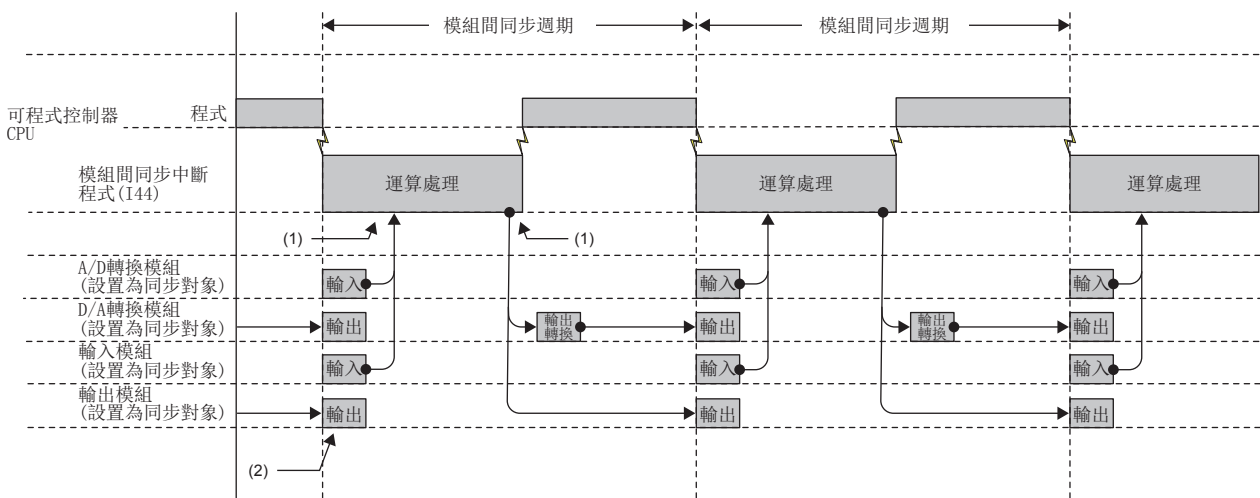 模組間同步週期
模組間同步週期
可程式控制器
CPU
程式
模組間同步中斷
程式(I44)
運算處理
運算處理
運算處理
(1)
(1)
A/D轉換模組
(設置為同步對象)
輸入
輸入
輸入
D/A轉換模組
(設置為同步對象)
輸出
輸出
轉換
輸出
輸出
轉換
輸出
輸入模組
(設置為同步對象)
輸入
輸入
輸入
輸出模組
(設置為同步對象)
輸出
輸出
輸出
(2)